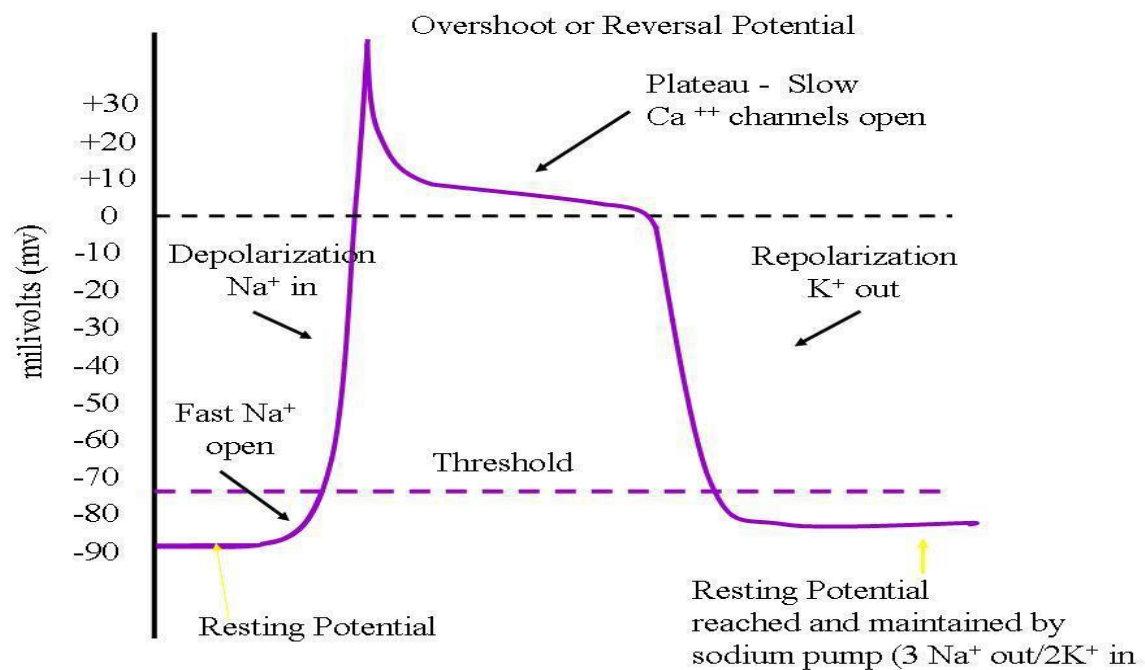 Overshoot or Reversal Potential
Plateau - Slow
Ca ++ channels open
+30
+20
+10
0
-10
-20
-30
-40
-50
-60
-70
-80
-90
milivolts (mv)
Depolarization
Na+ in
Repolarization
K+ out
Fast Na+
open
Threshold
Resting Potential
Resting Potential
reached and maintained by
sodium pump (3 Na+ out/2K+ in